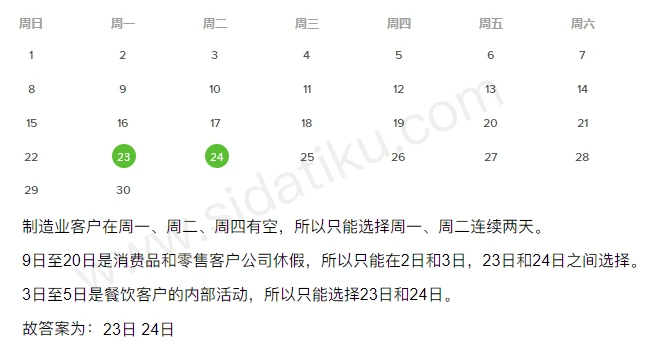 周日 周一 周二 周三 周四 周五 周六
1 2 3 4 5 6 7
8 9 10 11 12 13 14
15 16 17 18 19 20 21
22 23 24 25 26 27 28
29 30
制造业客户在周一、周二、周四有空，所以只能选择周一、周二连续两天。
9日至20日是消费品和零售客户公司休假，所以只能在2日和3日，23日和24日之间选择。
3日至5日是餐饮客户的内部活动，所以只能选择23日和24日。
故答案为：23日 24日
www.sidatiku.com